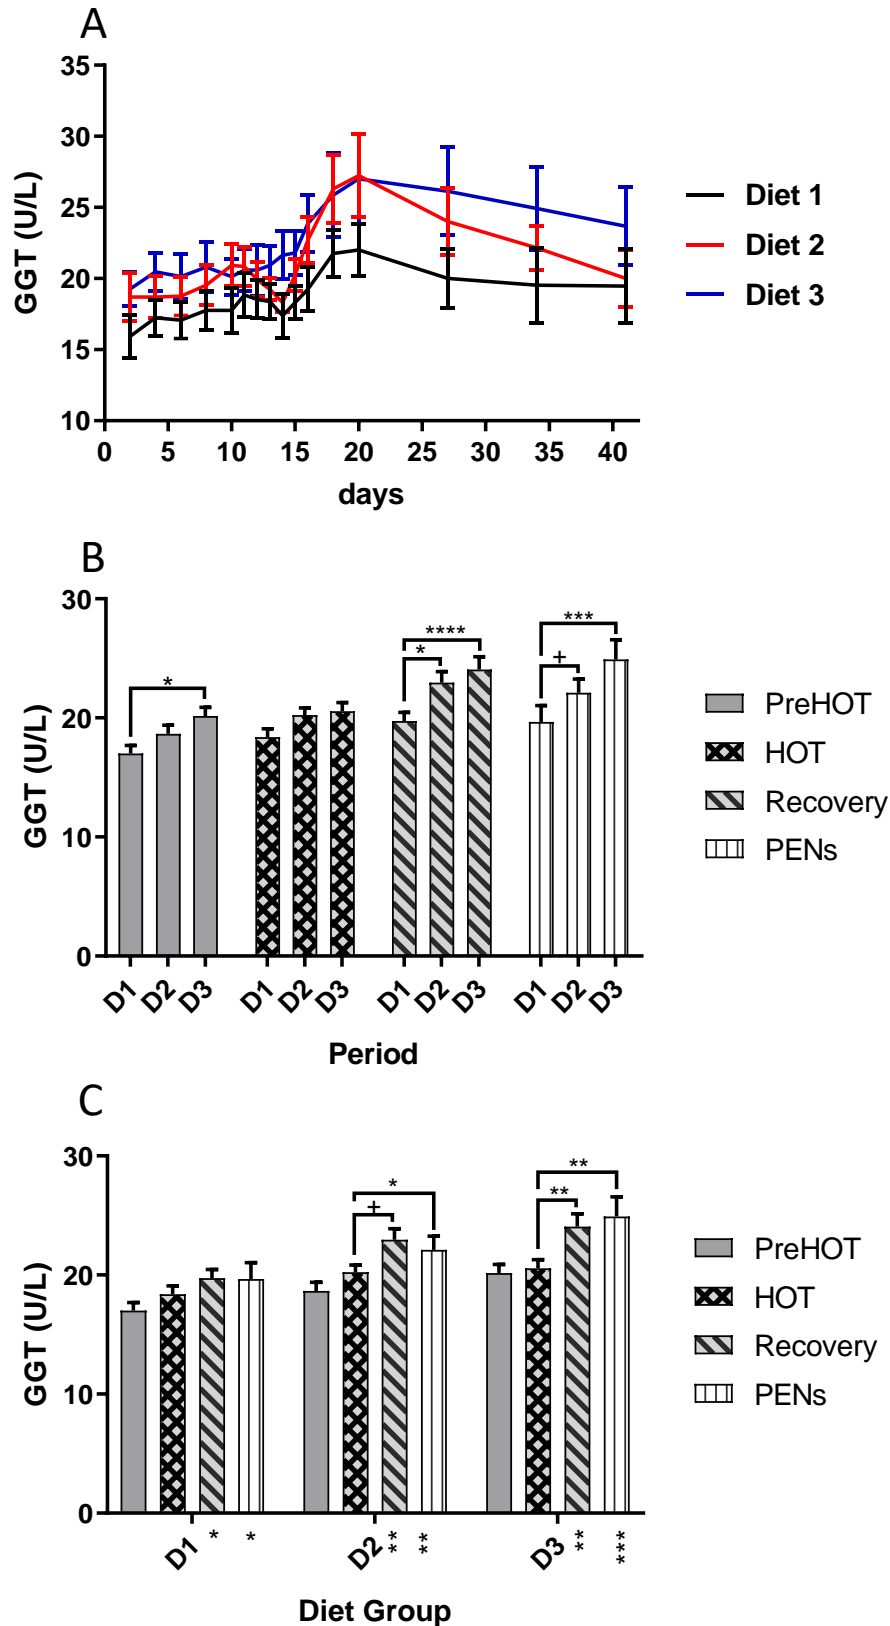 A
35
30
25
20
15
10
GGT (U/L)
0 5 10 15 20 25 30 35 40
days
Diet 1
Diet 2
Diet 3
B
30
20
10
0
GGT (U/L)
*
* ****
+ ***
D1 D2 D3 D1 D2 D3 D1 D2 D3 D1 D2 D3
Period
PreHOT
HOT
Recovery
PENs
C
30
20
10
0
GGT (U/L)
+ *
** **
D1 * * D2 ** ** D3 ** ***
Diet Group
PreHOT
HOT
Recovery
PENs